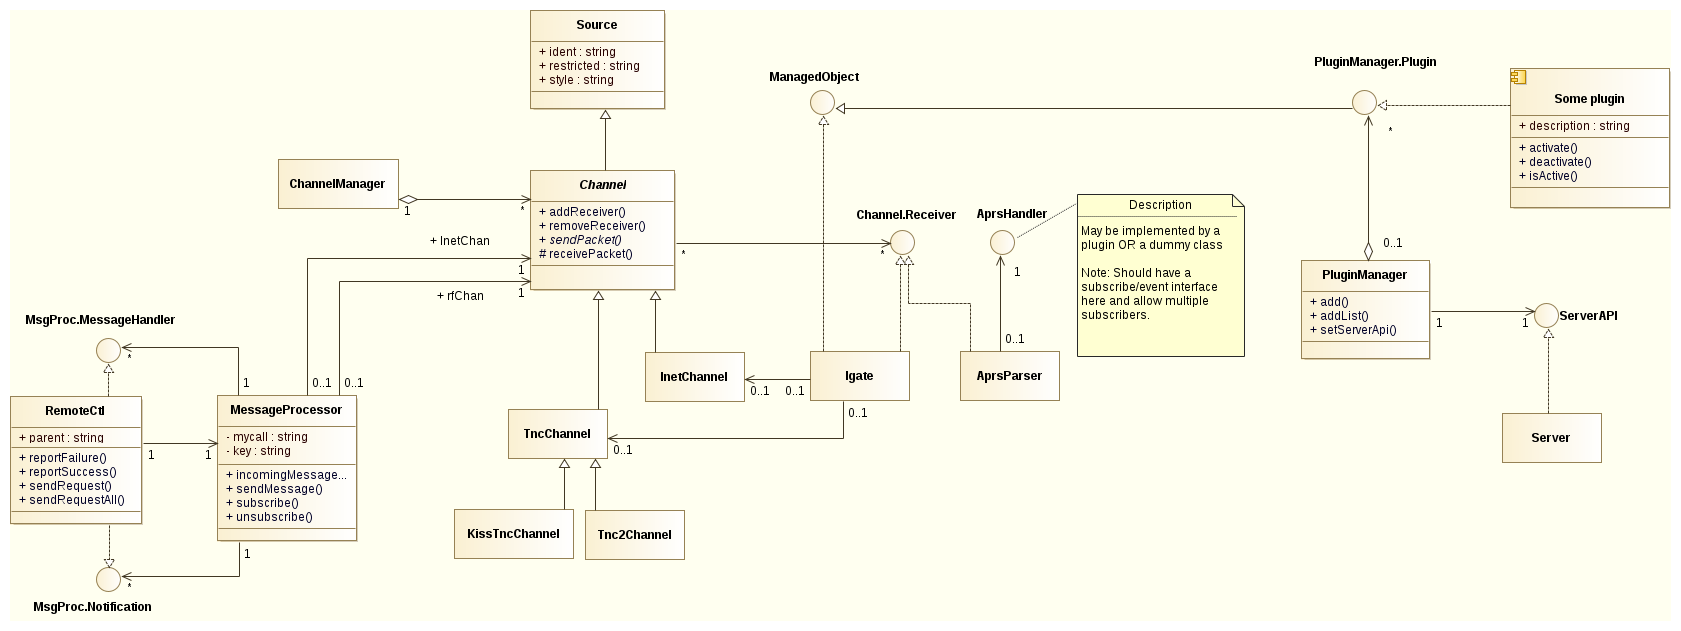 Source
+ ident : string
+ restricted : string
+ style : string
ManagedObject
PluginManager.Plugin
Some plugin
+ description : string
+ activate()
+ deactivate()
+ isActive()
*
ChannelManager
1
*
Channel
+ addReceiver()
+ removeReceiver()
+ sendPacket()
# receivePacket()
+ InetChan
1
+ rfChan
1
*
Channel.Receiver
*
AprsHandler
1
Description
May be implemented by a
plugin OR a dummy class
Note: Should have a
subscribe/event interface
here and allow multiple
subscribers.
0..1
PluginManager
+ add()
+ addList()
+ setServerApi()
1
1
ServerAPI
Server
MsgProc.MessageHandler
*
1
0..1
0..1
RemoteCtl
+ parent : string
+ reportFailure()
+ reportSuccess()
+ sendRequest()
+ sendRequestAll()
1
1
MessageProcessor
- mycall : string
- key : string
+ incomingMessage...
+ sendMessage()
+ subscribe()
+ unsubscribe()
1
*
MsgProc.Notification
InetChannel
0..1
0..1
Igate
0..1
0..1
AprsParser
TncChannel
0..1
KissTncChannel
Tnc2Channel